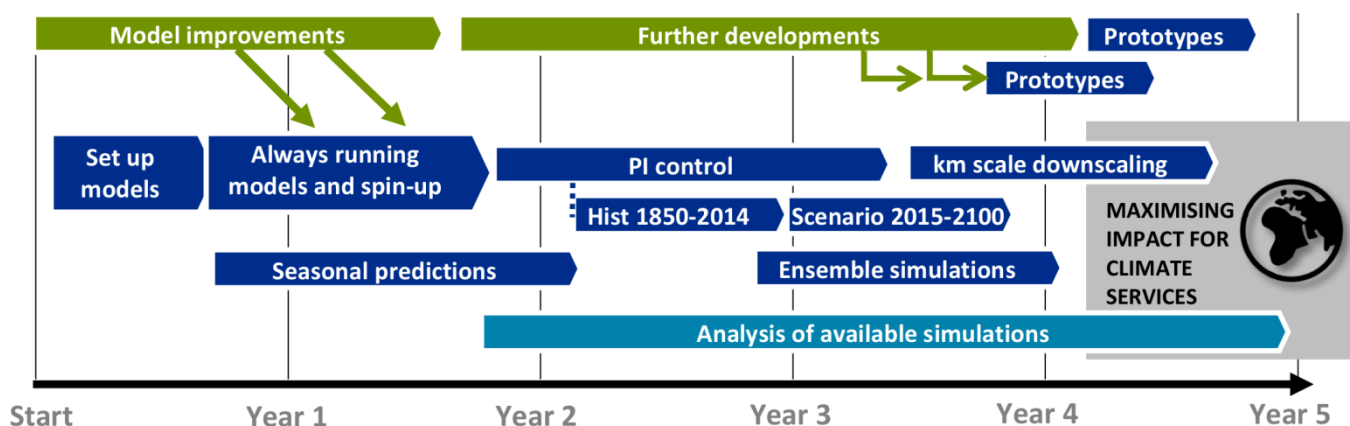 Model improvements
Further developments
Prototypes
Prototypes
Set up
models
Always running
models and spin-up
PI control
km scale downscaling
Hist 1850-2014
Scenario 2015-2100
MAXIMISING
IMPACT FOR
CLIMATE
SERVICES
Seasonal predictions
Ensemble simulations
Analysis of available simulations
Start
Year 1
Year 2
Year 3
Year 4
Year 5